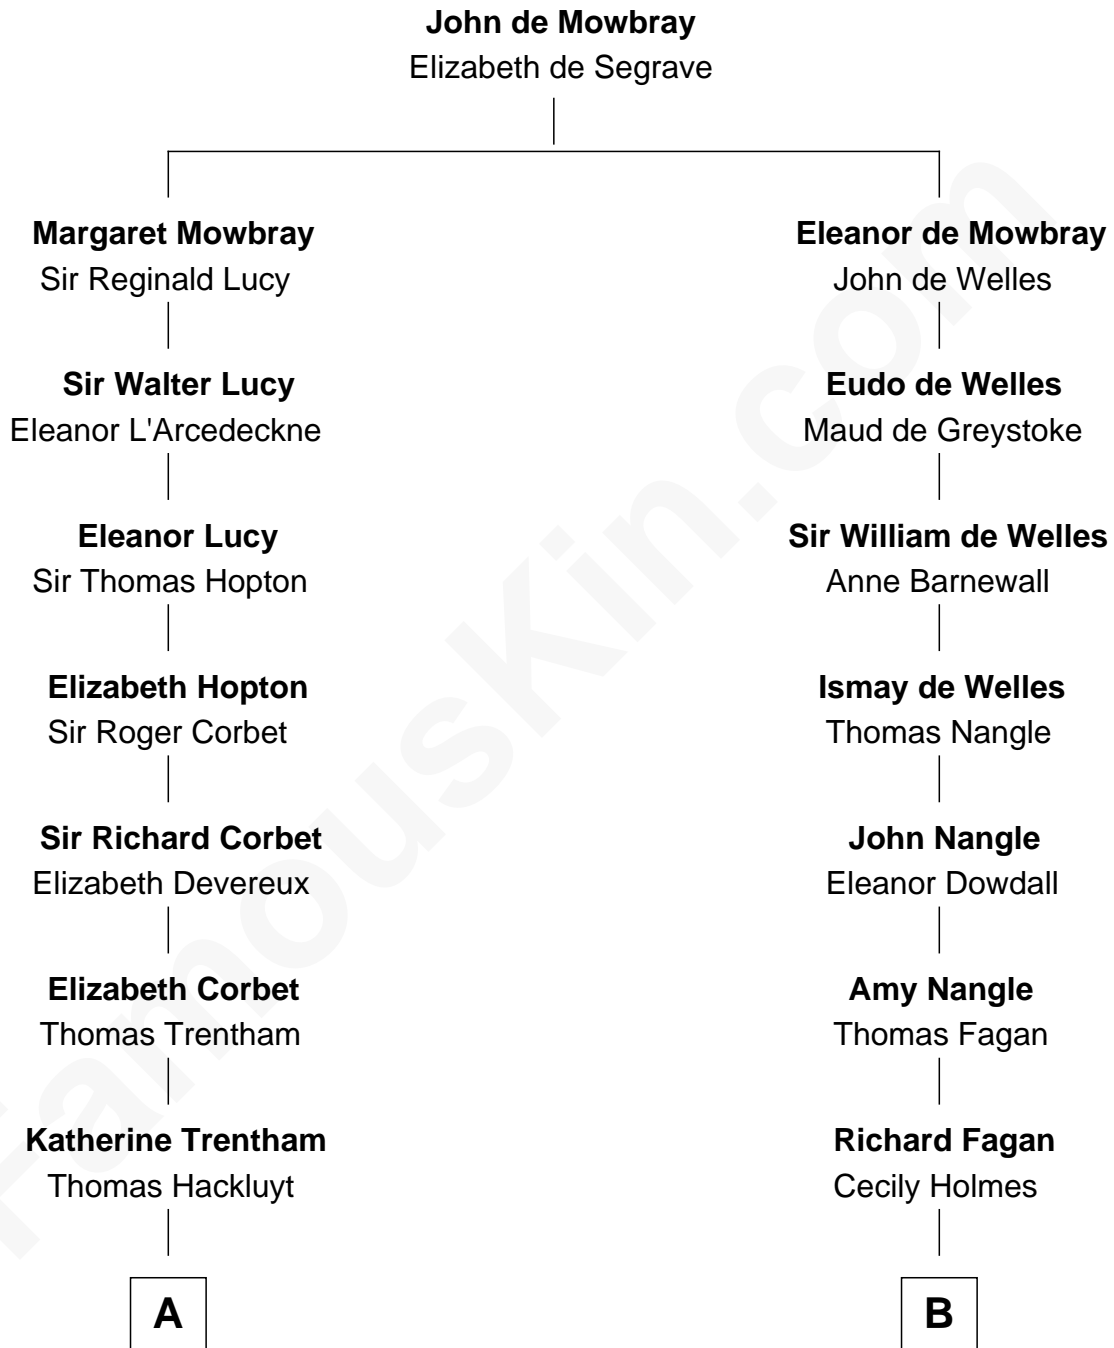 John de Mowbray
Elizabeth de Segrave
Margaret Mowbray
Sir Reginald Lucy
Eleanor de Mowbray
John de Welles
Sir Walter Lucy
Eleanor L'Arcedeckne
Eudo de Welles
Maud de Greystoke
Eleanor Lucy
Sir Thomas Hopton
Sir William de Welles
Anne Barnewall
Elizabeth Hopton
Sir Roger Corbet
Ismay de Welles
Thomas Nangle
Sir Richard Corbet
Elizabeth Devereux
John Nangle
Eleanor Dowdall
Elizabeth Corbet
Thomas Trentham
Amy Nangle
Thomas Fagan
Katherine Trentham
Thomas Hackluyt
Richard Fagan
Cecily Holmes
A
B
FamousKin.com